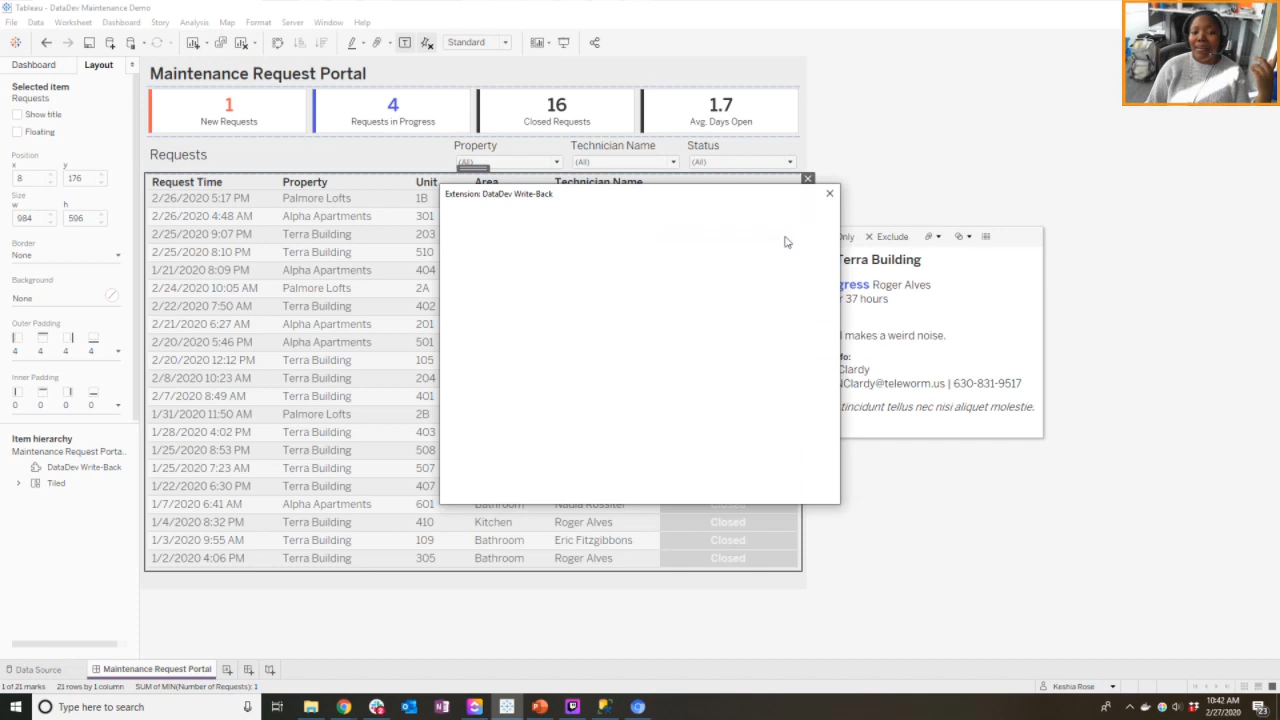 Tableau - DataDev Maintenance Demo
File Data Worksheet Dashboard Story Analysis Map Format Server Window Help
Standard
Dashboard Layout
Selected item
Requests
Show title
Floating
Position
x y
8 176
Size
w h
984 596
Border
None
Background
None
Outer Padding
4 4 4 4
Inner Padding
0 0 0 0
Item hierarchy
Maintenance Request Porta..
DataDev Write-Back
Tiled
Maintenance Request Portal
1 4 16 1.7
New Requests Requests in Progress Closed Requests Avg. Days Open
Property Technician Name Status
Requests
(All) (All) (All)
Request Time Property Unit Area Technician Name
2/26/2020 5:17 PM Palmore Lofts 1B
2/26/2020 4:48 AM Alpha Apartments 301
2/25/2020 9:07 PM Terra Building 203
2/25/2020 8:10 PM Terra Building 510
1/21/2020 8:09 PM Alpha Apartments 404
2/24/2020 10:05 AM Palmore Lofts 2A
2/22/2020 7:50 AM Terra Building 402
2/21/2020 6:27 AM Alpha Apartments 201
2/20/2020 5:46 PM Alpha Apartments 501
2/20/2020 12:12 PM Terra Building 105
2/8/2020 10:23 AM Terra Building 204
2/7/2020 8:49 AM Terra Building 401
1/31/2020 11:50 AM Palmore Lofts 2B
1/28/2020 4:02 PM Terra Building 403
1/25/2020 8:53 PM Terra Building 508
1/25/2020 7:23 AM Terra Building 507
1/22/2020 6:30 PM Terra Building 407
1/7/2020 6:41 AM Alpha Apartments 601 Bathroom Nadia Rossiter
1/4/2020 8:32 PM Terra Building 410 Kitchen Roger Alves Closed
1/3/2020 9:55 AM Terra Building 109 Bathroom Eric Fitzgibbons Closed
1/2/2020 4:06 PM Terra Building 305 Bathroom Roger Alves Closed
Extension: DataDev Write-Back
Only Exclude
Terra Building
gress Roger Alves
r 37 hours
l makes a weird noise.
fo:
Clardy
NClardy@teleworm.us | 630-831-9517
tincidunt tellus nec nisi aliquet molestie.
Data Source Maintenance Request Portal
1 of 21 marks 21 rows by 1 column SUM of MIN(Number of Requests): 1
Keshia Rose
Type here to search
10:42 AM
2/27/2020
23